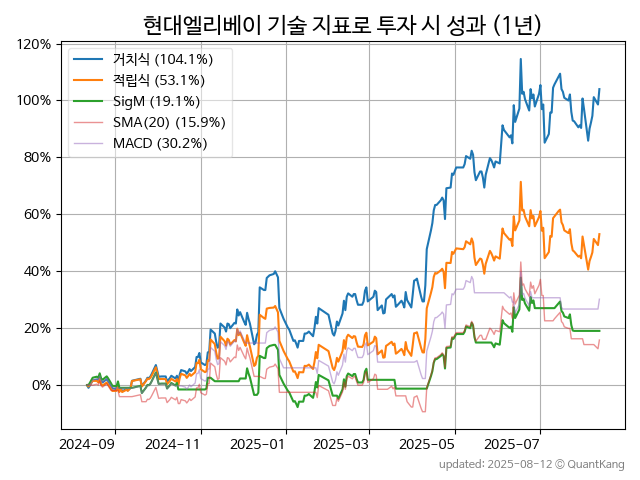 현대엘리베이 기술 지표로 투자 시 성과 (1년)
거치식 (104.1%)
적립식 (53.1%)
SigM (19.1%)
SMA(20) (15.9%)
MACD (30.2%)
120%
100%
80%
60%
40%
20%
0%
2024-09 2024-11 2025-01 2025-03 2025-05 2025-07
updated: 2025-08-12 © QuantKang